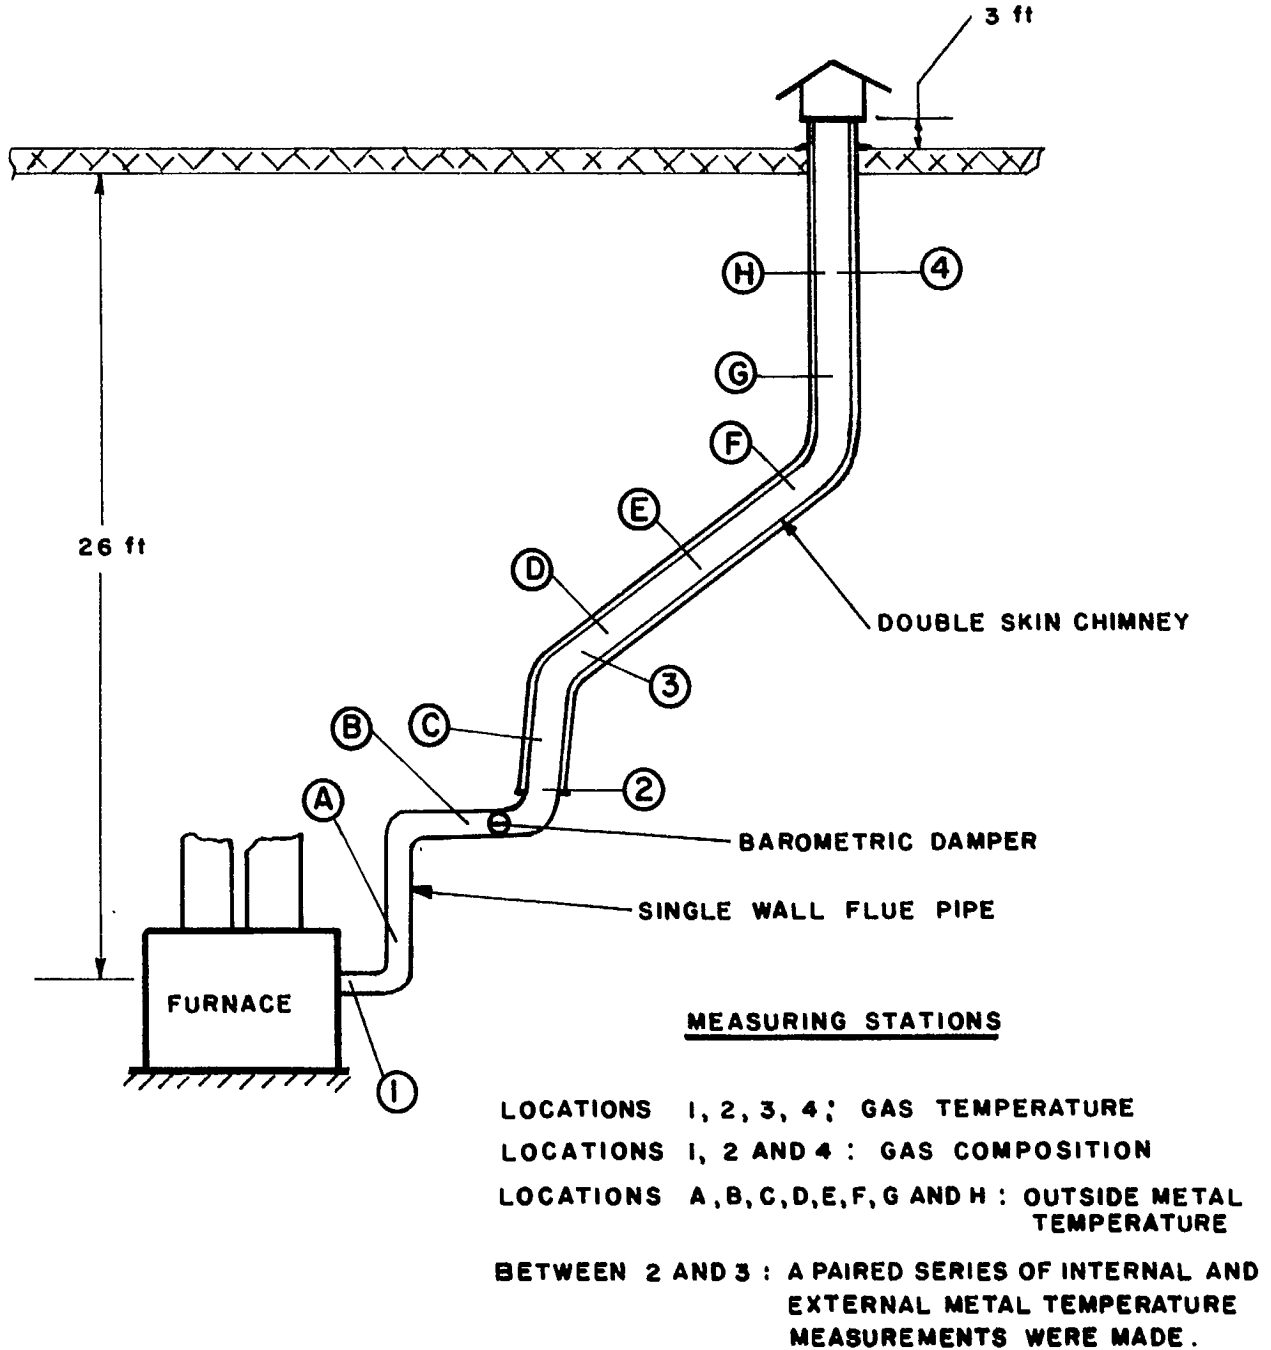 3 ft
H
4
G
F
E
26 ft
D
DOUBLE SKIN CHIMNEY
3
B
C
A
2
BAROMETRIC DAMPER
SINGLE WALL FLUE PIPE
FURNACE
MEASURING STATIONS
1
LOCATIONS 1, 2, 3, 4; GAS TEMPERATURE
LOCATIONS 1, 2 AND 4 : GAS COMPOSITION
LOCATIONS A, B, C, D, E, F, G AND H : OUTSIDE METAL
TEMPERATURE
BETWEEN 2 AND 3 : A PAIRED SERIES OF INTERNAL AND
EXTERNAL METAL TEMPERATURE
MEASUREMENTS WERE MADE.